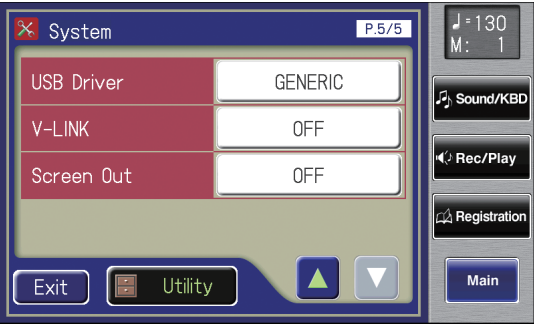 System
P.5/5
♩=130
M: 1
USB Driver
GENERIC
Sound/KBD
V-LINK
OFF
Rec/Play
Screen Out
OFF
Registration
Exit
Utility
Main